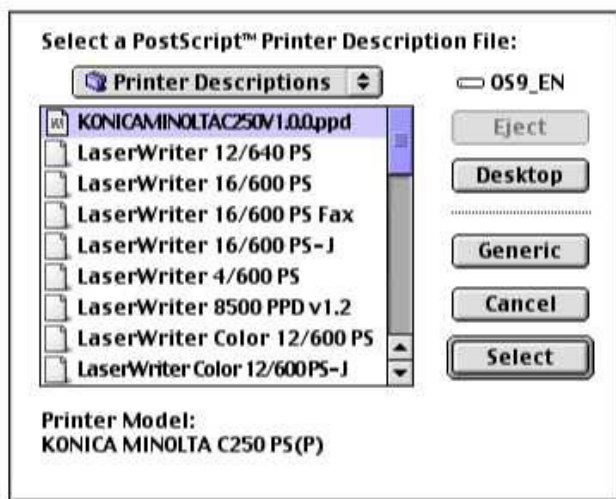 Select a PostScript™ Printer Description File:
Printer Descriptions
OS9_EN
KONICAMINOLTAC250V1.0.0.ppd
LaserWriter 12/640 PS
LaserWriter 16/600 PS
LaserWriter 16/600 PS Fax
LaserWriter 16/600 PS-J
LaserWriter 4/600 PS
LaserWriter 8500 PPD v1.2
LaserWriter Color 12/600 PS
LaserWriter Color 12/600 PS-J
Eject
Desktop
Generic
Cancel
Select
Printer Model:
KONICA MINOLTA C250 PS(P)